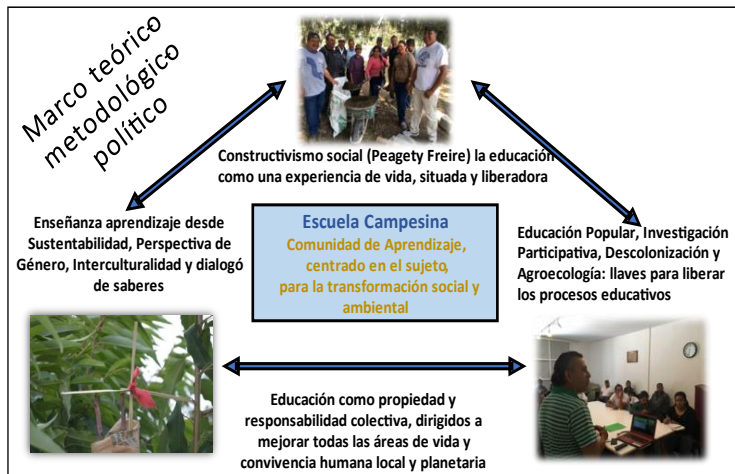 Marco teórico
metodológico
político
Constructivismo social (Peagety Freire) la educación
como una experiencia de vida, situada y liberadora
Enseñanza aprendizaje desde
Sustentabilidad, Perspectiva de
Género, Interculturalidad y dialogó
de saberes
Escuela Campesina
Comunidad de Aprendizaje,
centrado en el sujeto,
para la transformación social y
ambiental
Educación Popular, Investigación
Participativa, Descolonización y
Agroecología: llaves para liberar
los procesos educativos
Educación como propiedad y
responsabilidad colectiva, dirigidos a
mejorar todas las áreas de vida y
convivencia humana local y planetaria